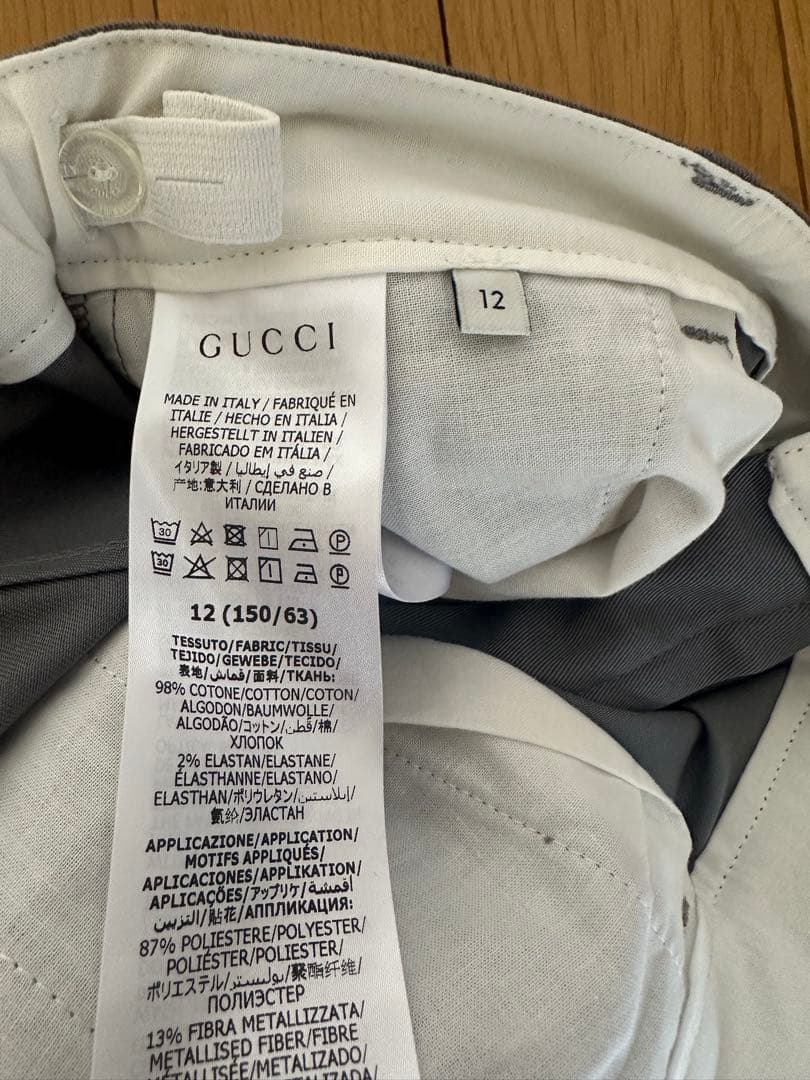 12
GUCCI
MADE IN ITALY / FABRIQUÉ EN
ITALIE / HECHO EN ITALIA /
HERGESTELLT IN ITALIEN /
FABRICADO EM ITÁLIA /
イタリア製 / صنع في إيطاليا /
产地:意大利 / СДЕЛАНО В
ИТАЛИИ
30 P
30 P
12 (150/63)
TESSUTO/FABRIC/TISSU/
TEJIDO/GEWEBE/TECIDO/
表地/قماش/面料/ТКАНЬ:
98% COTONE/COTTON/COTON/
ALGODON/BAUMWOLLE/
ALGODÃO/コットン/قطن/棉/
ХЛОПОК
2% ELASTAN/ELASTANE/
ÉLASTHANNE/ELASTANO/
ELASTHAN/ポリウレタン/إيلاستين/
氨纶/ЭЛАСТАН
APPLICAZIONE/APPLICATION/
MOTIFS APPLIQUÉS/
APLICACIONES/APPLIKATION/
APLICAÇÕES/アップリケ/أقمشة
التزيين/貼花/АППЛИКАЦИЯ:
87% POLIESTERE/POLYESTER/
POLIÉSTER/POLIESTER/
ポリエステル/بوليستر/聚酯纤维/
ПОЛИЭСТЕР
13% FIBRA METALLIZZATA/
METALLISED FIBER/FIBRE
MÉTALLISÉE/METALIZADO/